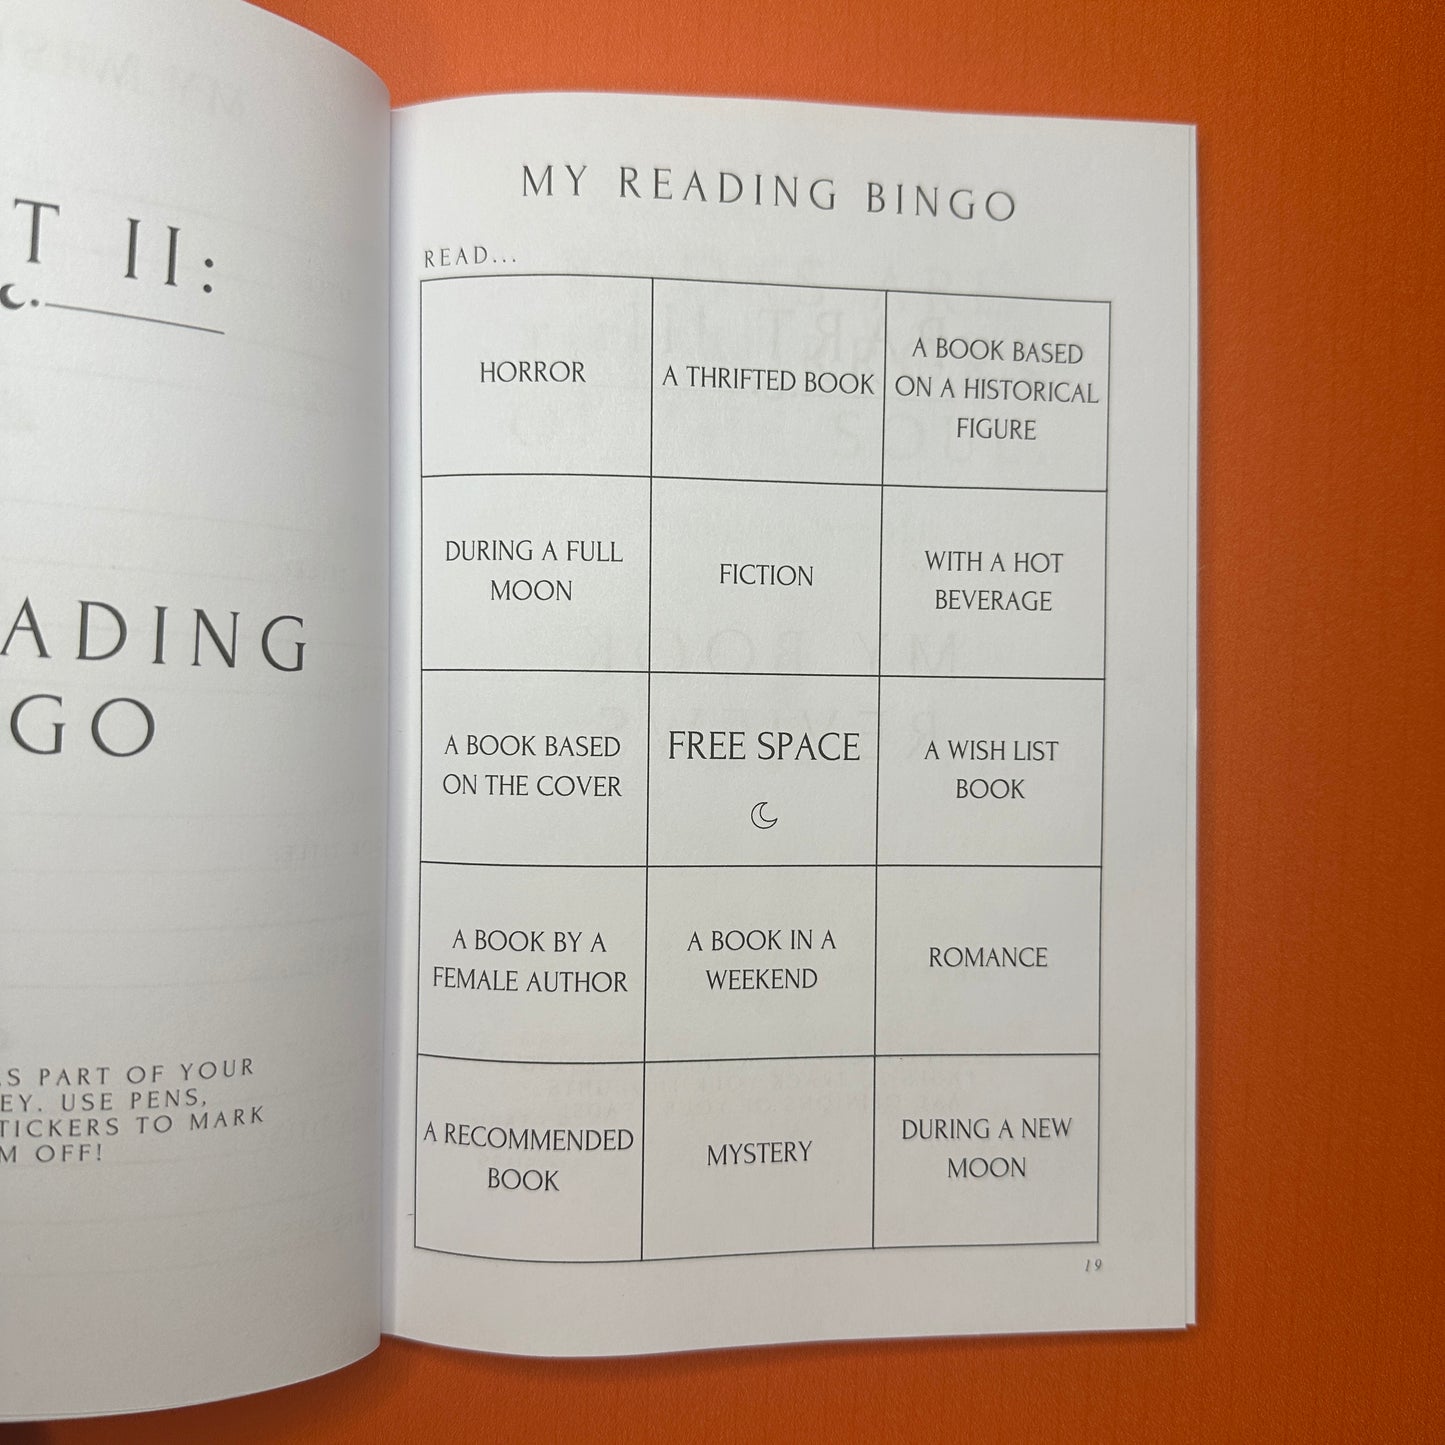 T II:
ADING
GO
S PART OF YOUR
EY. USE PENS,
TICKERS TO MARK
M OFF!
MY READING BINGO
READ...
HORROR
A THRIFTED BOOK
A BOOK BASED
ON A HISTORICAL
FIGURE
DURING A FULL
MOON
FICTION
WITH A HOT
BEVERAGE
A BOOK BASED
ON THE COVER
FREE SPACE
A WISH LIST
BOOK
A BOOK BY A
FEMALE AUTHOR
A BOOK IN A
WEEKEND
ROMANCE
A RECOMMENDED
BOOK
MYSTERY
DURING A NEW
MOON
19